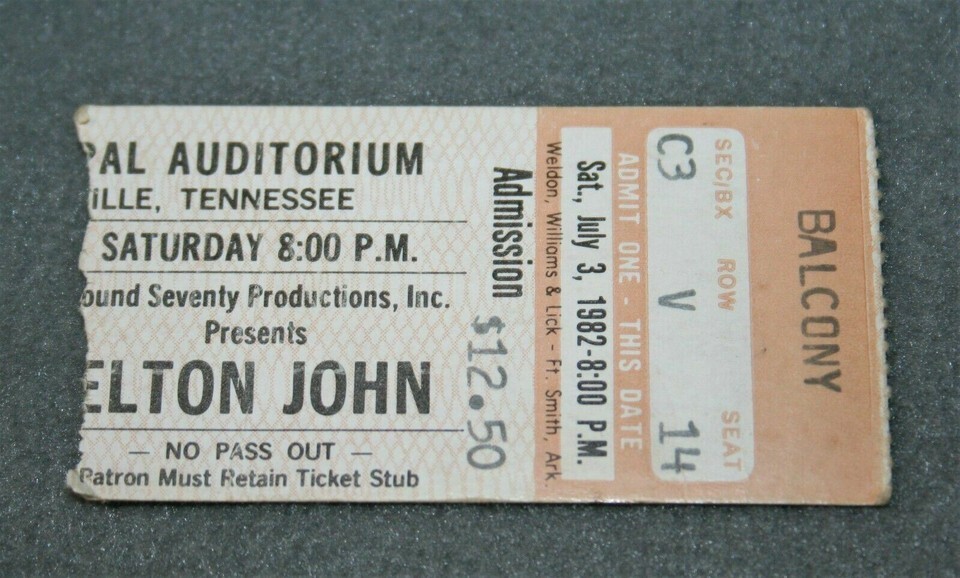 PAL AUDITORIUM
ILLE, TENNESSEE
SATURDAY 8:00 P.M.
ound Seventy Productions, Inc.
Presents
ELTON JOHN
— NO PASS OUT —
Patron Must Retain Ticket Stub
Admission
$12.50
Weldon, Williams & Lick - Ft. Smith, Ark.
Sat., July 3, 1982-8:00 P.M.
ADMIT ONE - THIS DATE
C3 V 14
SEC/BX ROW SEAT
BALCONY